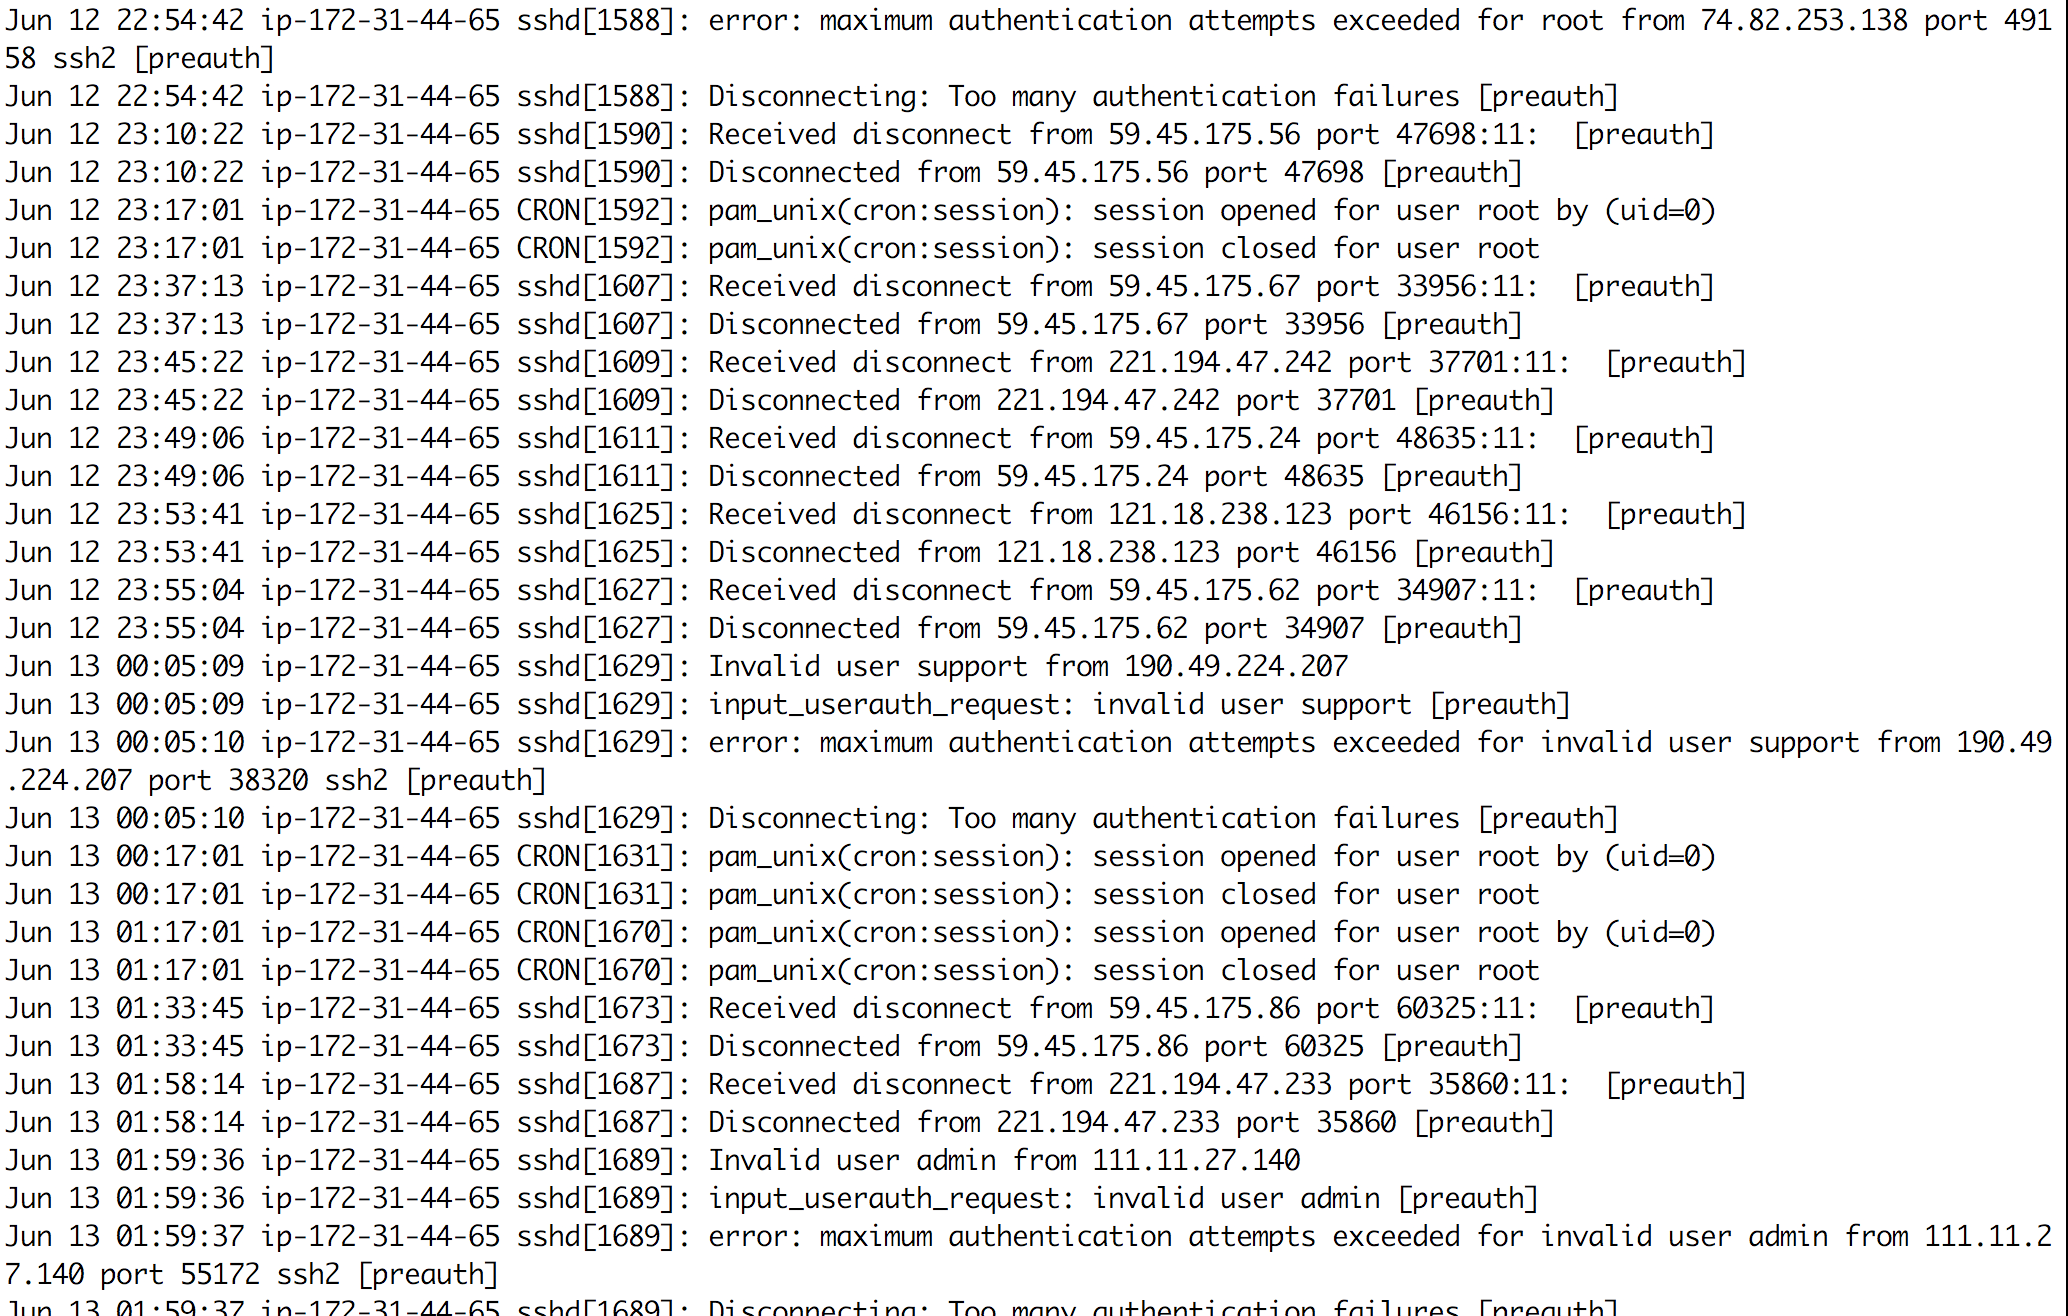 Jun 12 22:54:42 ip-172-31-44-65 sshd[1588]: error: maximum authentication attempts exceeded for root from 74.82.253.138 port 491
58 ssh2 [preauth]
Jun 12 22:54:42 ip-172-31-44-65 sshd[1588]: Disconnecting: Too many authentication failures [preauth]
Jun 12 23:10:22 ip-172-31-44-65 sshd[1590]: Received disconnect from 59.45.175.56 port 47698:11:  [preauth]
Jun 12 23:10:22 ip-172-31-44-65 sshd[1590]: Disconnected from 59.45.175.56 port 47698 [preauth]
Jun 12 23:17:01 ip-172-31-44-65 CRON[1592]: pam_unix(cron:session): session opened for user root by (uid=0)
Jun 12 23:17:01 ip-172-31-44-65 CRON[1592]: pam_unix(cron:session): session closed for user root
Jun 12 23:37:13 ip-172-31-44-65 sshd[1607]: Received disconnect from 59.45.175.67 port 33956:11:  [preauth]
Jun 12 23:37:13 ip-172-31-44-65 sshd[1607]: Disconnected from 59.45.175.67 port 33956 [preauth]
Jun 12 23:45:22 ip-172-31-44-65 sshd[1609]: Received disconnect from 221.194.47.242 port 37701:11:  [preauth]
Jun 12 23:45:22 ip-172-31-44-65 sshd[1609]: Disconnected from 221.194.47.242 port 37701 [preauth]
Jun 12 23:49:06 ip-172-31-44-65 sshd[1611]: Received disconnect from 59.45.175.24 port 48635:11:  [preauth]
Jun 12 23:49:06 ip-172-31-44-65 sshd[1611]: Disconnected from 59.45.175.24 port 48635 [preauth]
Jun 12 23:53:41 ip-172-31-44-65 sshd[1625]: Received disconnect from 121.18.238.123 port 46156:11:  [preauth]
Jun 12 23:53:41 ip-172-31-44-65 sshd[1625]: Disconnected from 121.18.238.123 port 46156 [preauth]
Jun 12 23:55:04 ip-172-31-44-65 sshd[1627]: Received disconnect from 59.45.175.62 port 34907:11:  [preauth]
Jun 12 23:55:04 ip-172-31-44-65 sshd[1627]: Disconnected from 59.45.175.62 port 34907 [preauth]
Jun 13 00:05:09 ip-172-31-44-65 sshd[1629]: Invalid user support from 190.49.224.207
Jun 13 00:05:09 ip-172-31-44-65 sshd[1629]: input_userauth_request: invalid user support [preauth]
Jun 13 00:05:10 ip-172-31-44-65 sshd[1629]: error: maximum authentication attempts exceeded for invalid user support from 190.49
.224.207 port 38320 ssh2 [preauth]
Jun 13 00:05:10 ip-172-31-44-65 sshd[1629]: Disconnecting: Too many authentication failures [preauth]
Jun 13 00:17:01 ip-172-31-44-65 CRON[1631]: pam_unix(cron:session): session opened for user root by (uid=0)
Jun 13 00:17:01 ip-172-31-44-65 CRON[1631]: pam_unix(cron:session): session closed for user root
Jun 13 01:17:01 ip-172-31-44-65 CRON[1670]: pam_unix(cron:session): session opened for user root by (uid=0)
Jun 13 01:17:01 ip-172-31-44-65 CRON[1670]: pam_unix(cron:session): session closed for user root
Jun 13 01:33:45 ip-172-31-44-65 sshd[1673]: Received disconnect from 59.45.175.86 port 60325:11:  [preauth]
Jun 13 01:33:45 ip-172-31-44-65 sshd[1673]: Disconnected from 59.45.175.86 port 60325 [preauth]
Jun 13 01:58:14 ip-172-31-44-65 sshd[1687]: Received disconnect from 221.194.47.233 port 35860:11:  [preauth]
Jun 13 01:58:14 ip-172-31-44-65 sshd[1687]: Disconnected from 221.194.47.233 port 35860 [preauth]
Jun 13 01:59:36 ip-172-31-44-65 sshd[1689]: Invalid user admin from 111.11.27.140
Jun 13 01:59:36 ip-172-31-44-65 sshd[1689]: input_userauth_request: invalid user admin [preauth]
Jun 13 01:59:37 ip-172-31-44-65 sshd[1689]: error: maximum authentication attempts exceeded for invalid user admin from 111.11.2
7.140 port 55172 ssh2 [preauth]
Jun 13 01:59:37 ip-172-31-44-65 sshd[1689]: Disconnecting: Too many authentication failures [preauth]